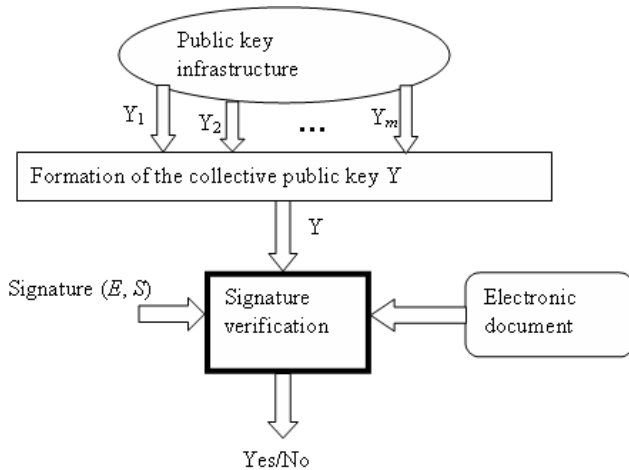 Public key
infrastructure
Y1 Y2 ... Ym
Formation of the collective public key Y
Y
Signature (E, S)
Signature
verification
Electronic
document
Yes/No